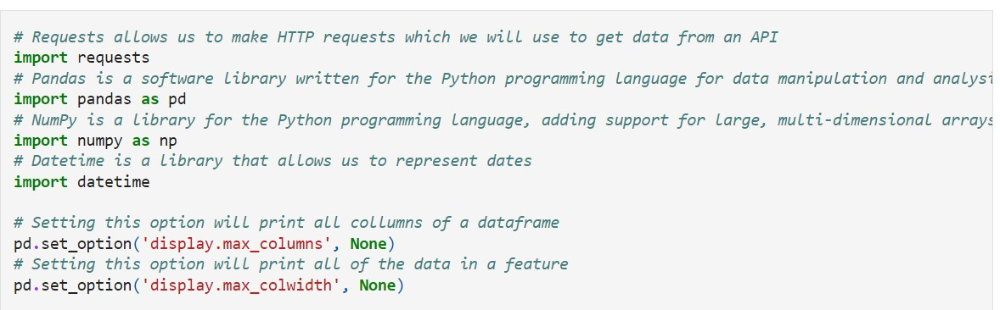 # Requests allows us to make HTTP requests which we will use to get data from an API
import requests
# Pandas is a software library written for the Python programming language for data manipulation and analysi
import pandas as pd
# NumPy is a library for the Python programming language, adding support for large, multi-dimensional arrays
import numpy as np
# Datetime is a library that allows us to represent dates
import datetime

# Setting this option will print all collumns of a dataframe
pd.set_option('display.max_columns', None)
# Setting this option will print all of the data in a feature
pd.set_option('display.max_colwidth', None)